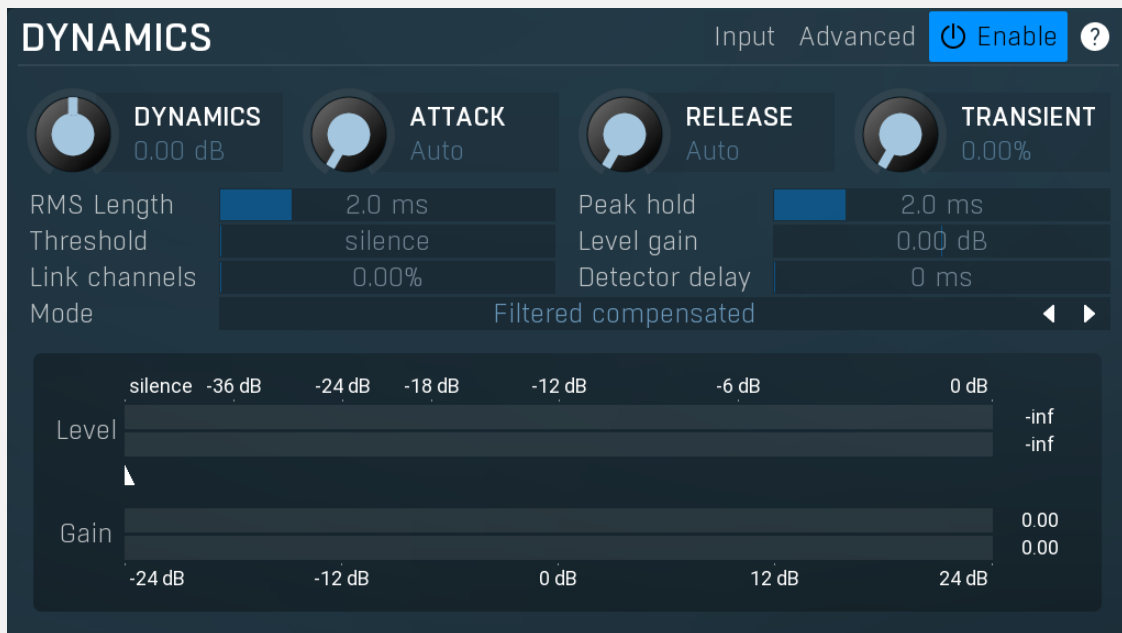 DYNAMICS Input Advanced Enable ?
DYNAMICS ATTACK RELEASE TRANSIENT
0.00 dB Auto Auto 0.00%
RMS Length 2.0 ms Peak hold 2.0 ms
Threshold silence Level gain 0.00 dB
Link channels 0.00% Detector delay 0 ms
Mode Filtered compensated
silence -36 dB -24 dB -18 dB -12 dB -6 dB 0 dB
Level -inf
-inf
Gain 0.00
0.00
-24 dB -12 dB 0 dB 12 dB 24 dB